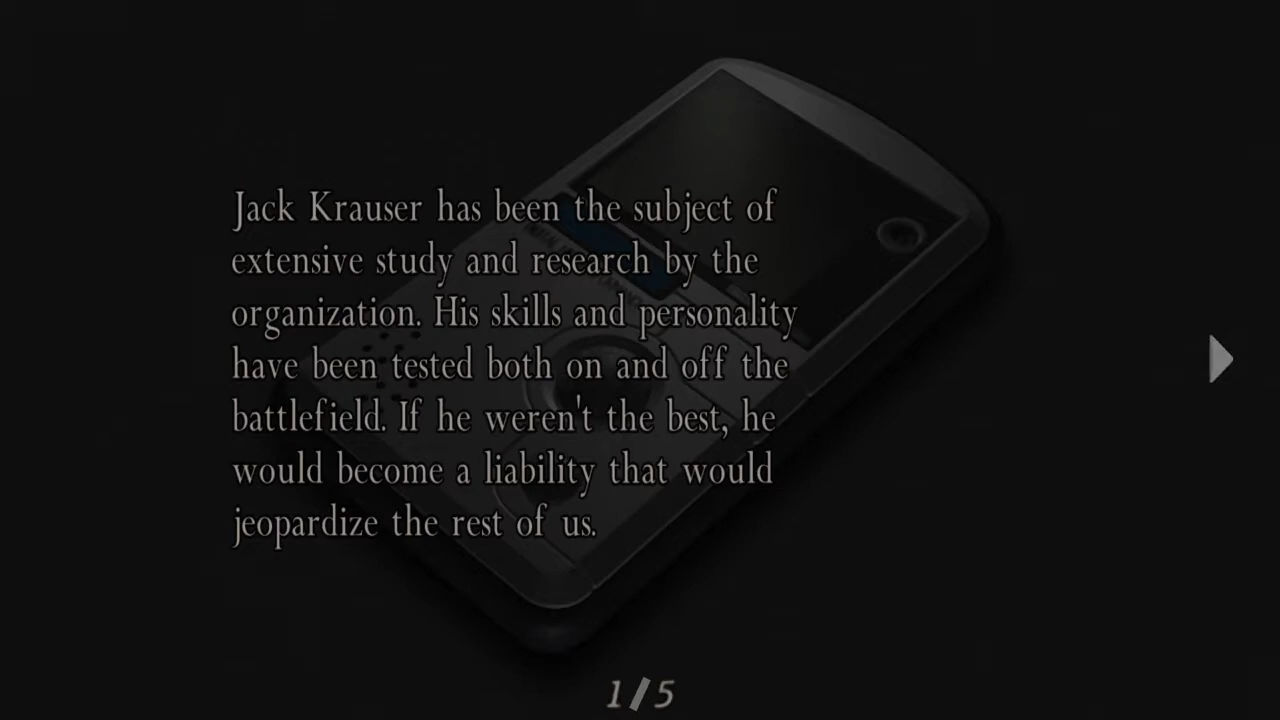 Jack Krauser has been the subject of
extensive study and research by the
organization. His skills and personality
have been tested both on and off the
battlefield. If he weren't the best, he
would become a liability that would
jeopardize the rest of us.
1/5